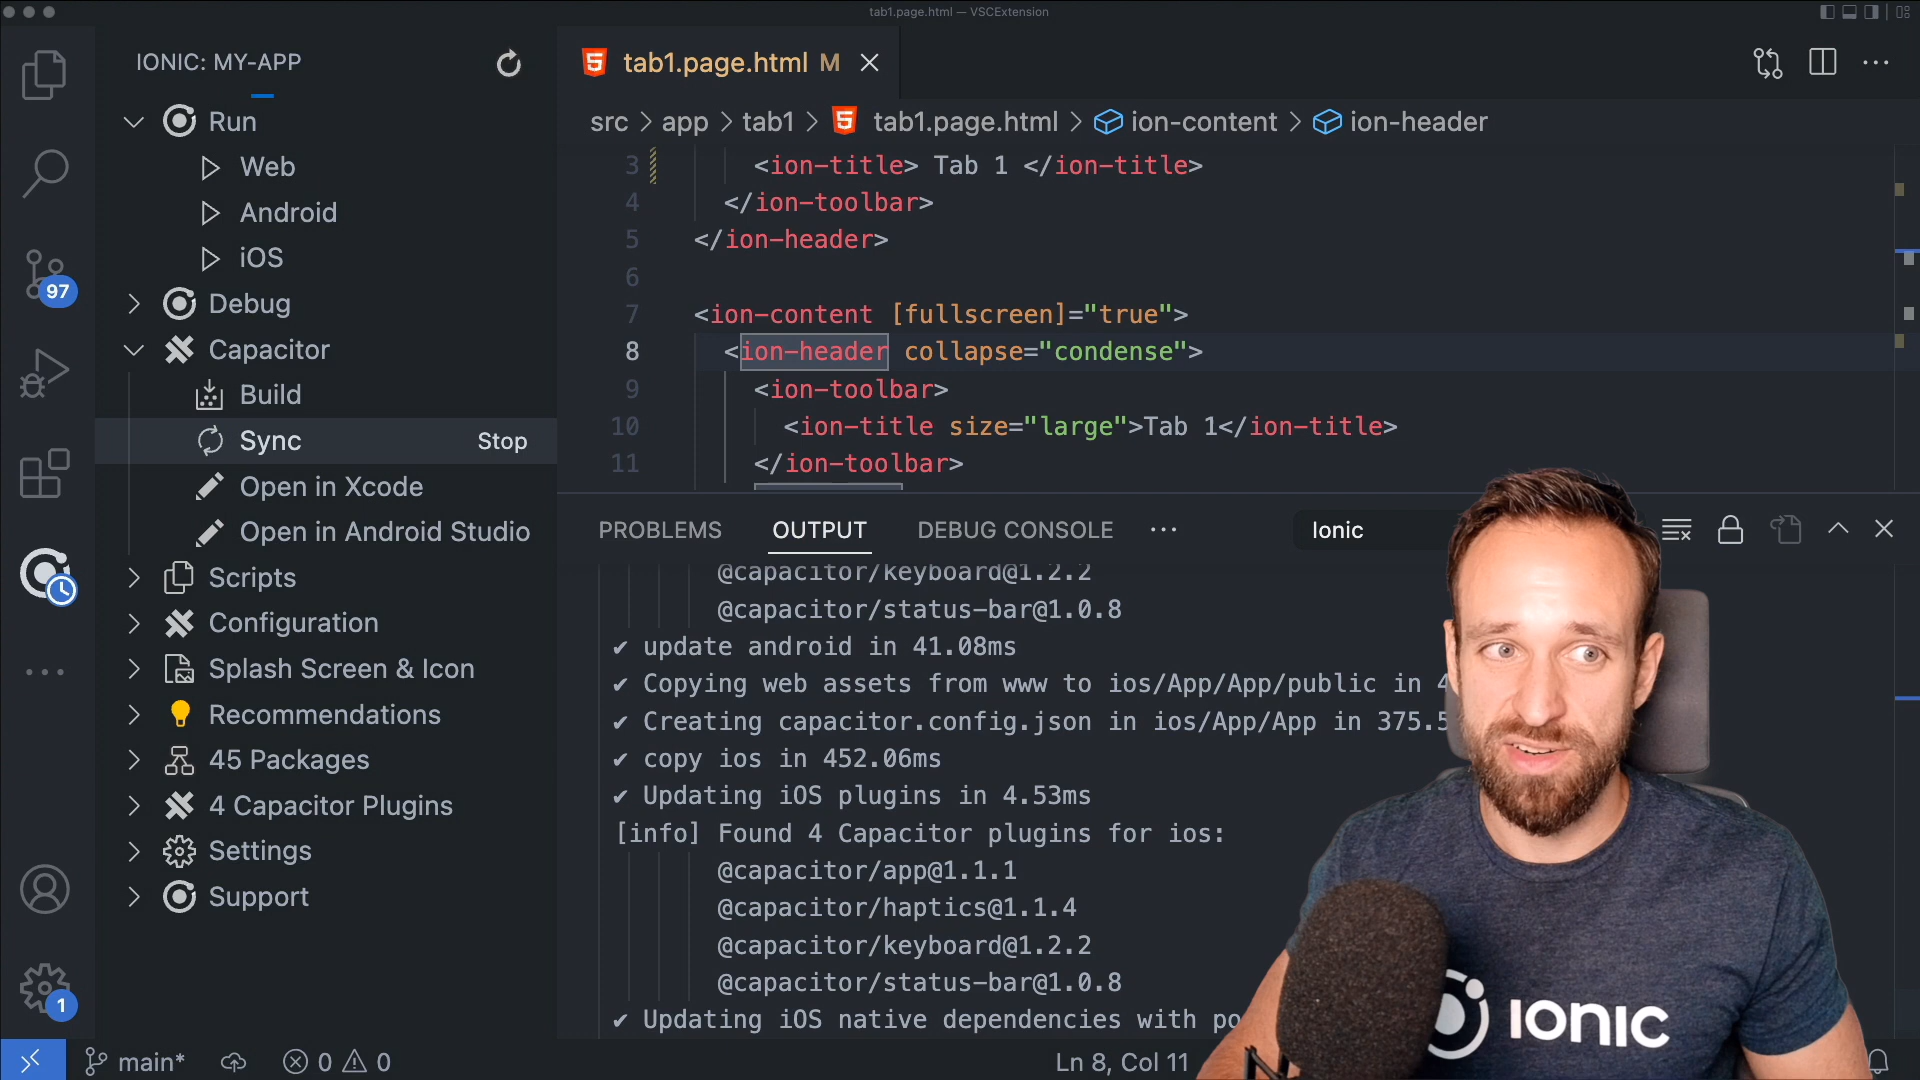 tab1.page.html — VSCExtension
IONIC: MY-APP
Run
Web
Android
iOS
Debug
Capacitor
Build
Sync Stop
Open in Xcode
Open in Android Studio
Scripts
Configuration
Splash Screen & Icon
Recommendations
45 Packages
4 Capacitor Plugins
Settings
Support
97
1
tab1.page.html M
src > app > tab1 > tab1.page.html > ion-content > ion-header
3 <ion-title> Tab 1 </ion-title>
4 </ion-toolbar>
5 </ion-header>
6
7 <ion-content [fullscreen]="true">
8 <ion-header collapse="condense">
9 <ion-toolbar>
10 <ion-title size="large">Tab 1</ion-title>
11 </ion-toolbar>
PROBLEMS OUTPUT DEBUG CONSOLE ··· Ionic
@capacitor/keyboard@1.2.2
@capacitor/status-bar@1.0.8
✔ update android in 41.08ms
✔ Copying web assets from www to ios/App/App/public in 4
✔ Creating capacitor.config.json in ios/App/App in 375.5
✔ copy ios in 452.06ms
✔ Updating iOS plugins in 4.53ms
[info] Found 4 Capacitor plugins for ios:
@capacitor/app@1.1.1
@capacitor/haptics@1.1.4
@capacitor/keyboard@1.2.2
@capacitor/status-bar@1.0.8
✔ Updating iOS native dependencies with po
IONIC
main* 0 0
Ln 8, Col 11